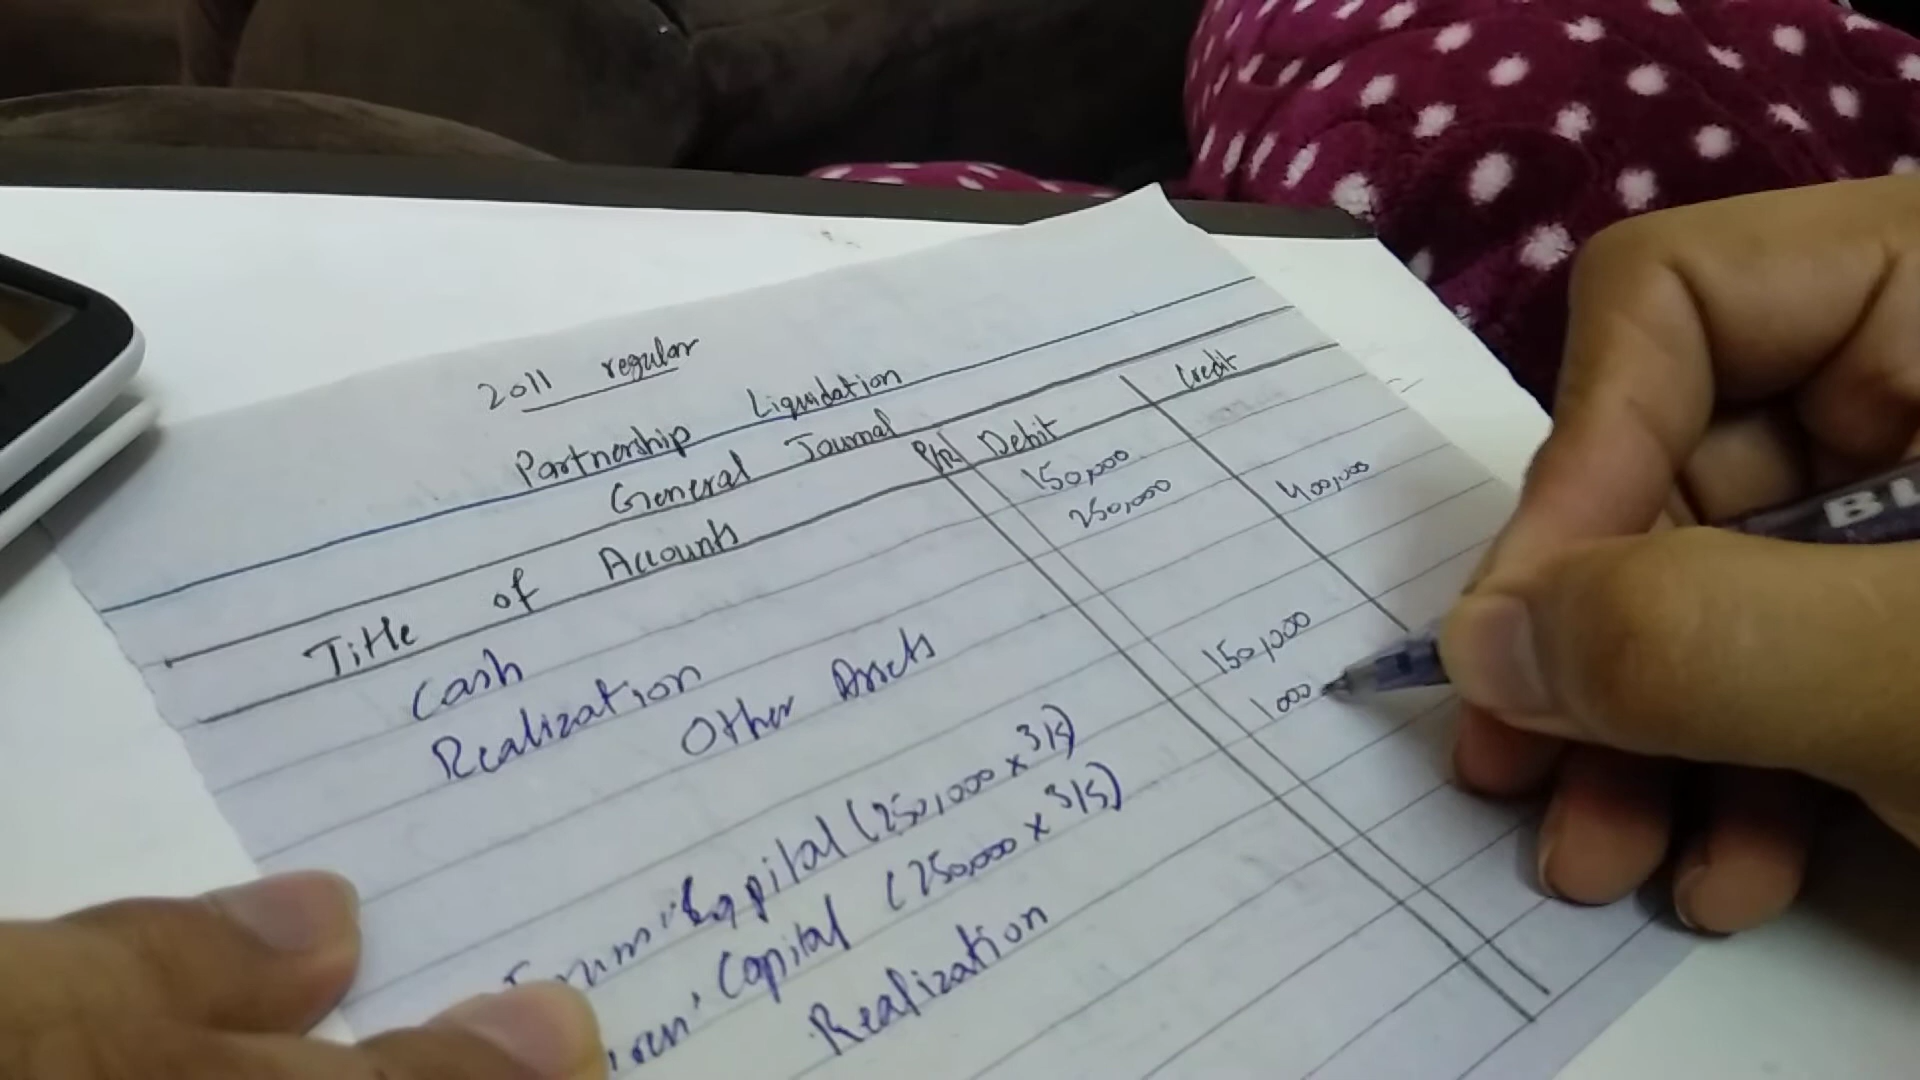 2011 regular
Partnership Liquidation
General Journal
Title of Accounts P/R Debit Credit
Cash 150,000
Realization 250,000
Other Assets 400,000
Capital (250,000 × 3/5) 150,000
Capital (250,000 × 3/5) 1000
Realization
BL